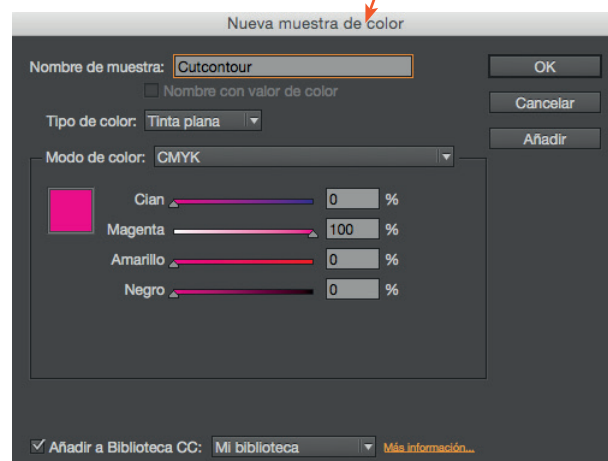 Nueva muestra de color
Nombre de muestra: Cutcontour
OK
Nombre con valor de color
Cancelar
Tipo de color: Tinta plana
Añadir
Modo de color: CMYK
Cian 0 %
Magenta 100 %
Amarillo 0 %
Negro 0 %
Añadir a Biblioteca CC: Mi biblioteca Más información...